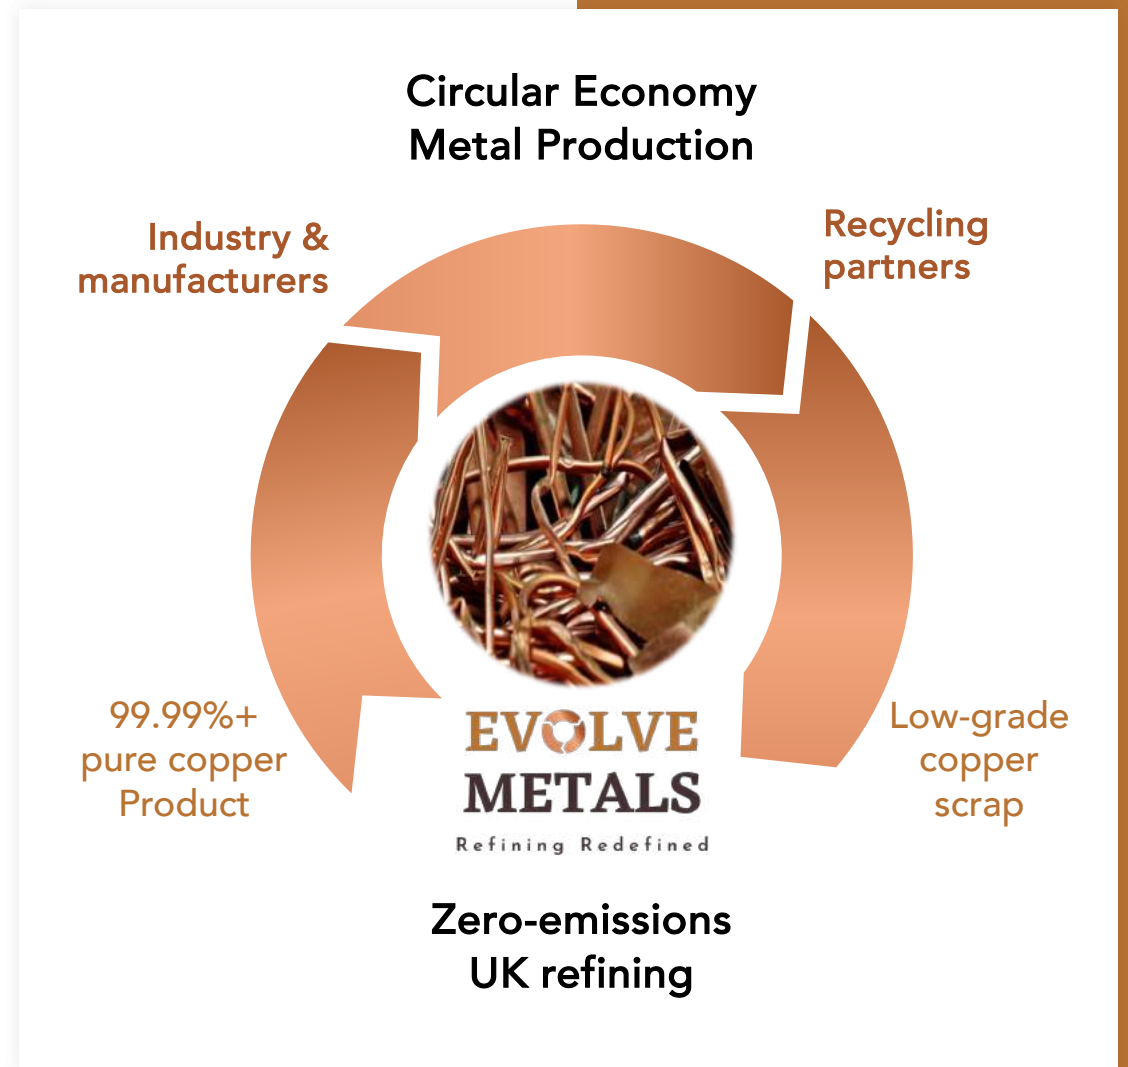 Circular Economy
Metal Production
Industry &
manufacturers
Recycling
partners
99.99%+
pure copper
Product
Low-grade
copper
scrap
EVOLVE
METALS
Refining Redefined
Zero-emissions
UK refining